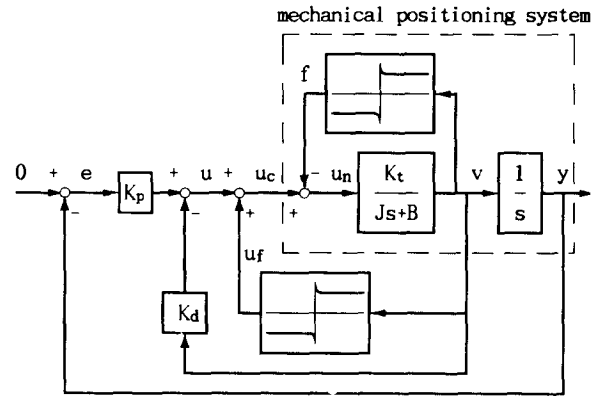 mechanical positioning system
f
0 + e Kp + u + uc - un Kt v 1 y
- - + + Js+B s
uf
Kd